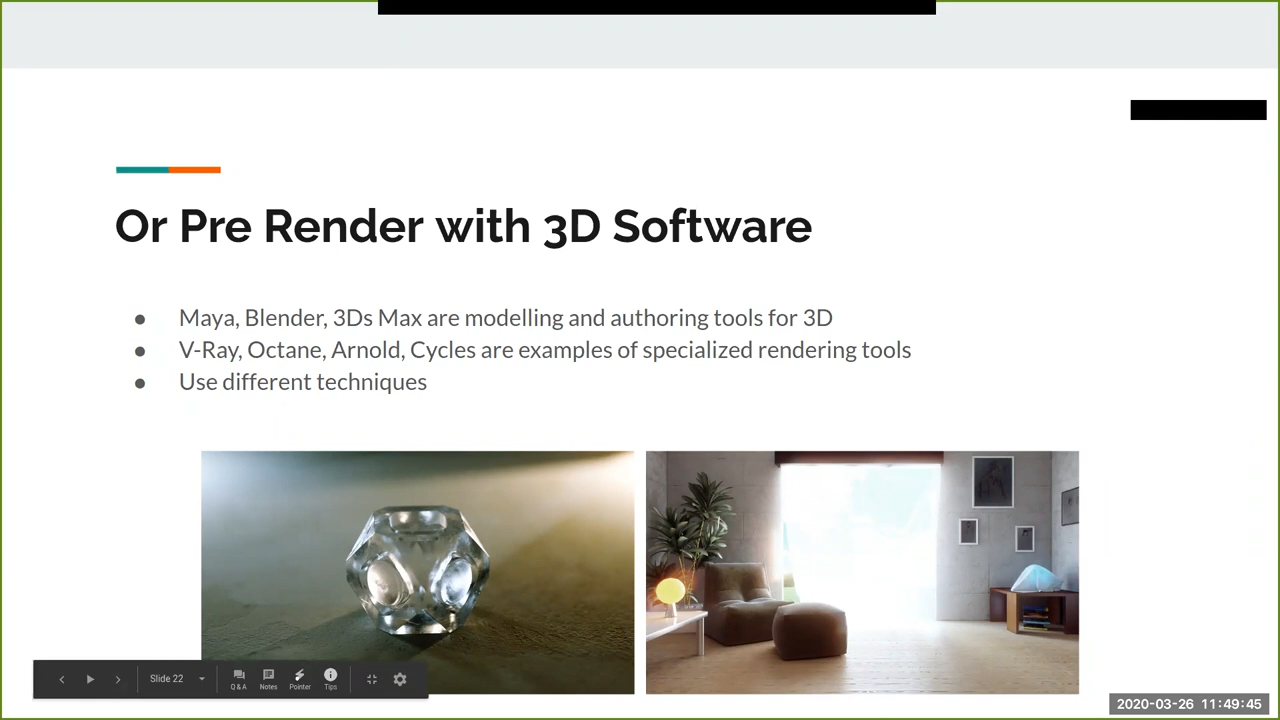 Or Pre Render with 3D Software
● Maya, Blender, 3Ds Max are modelling and authoring tools for 3D
● V-Ray, Octane, Arnold, Cycles are examples of specialized rendering tools
● Use different techniques
Slide 22
Q & A
Notes
Pointer
Tips
2020-03-26 11:49:45